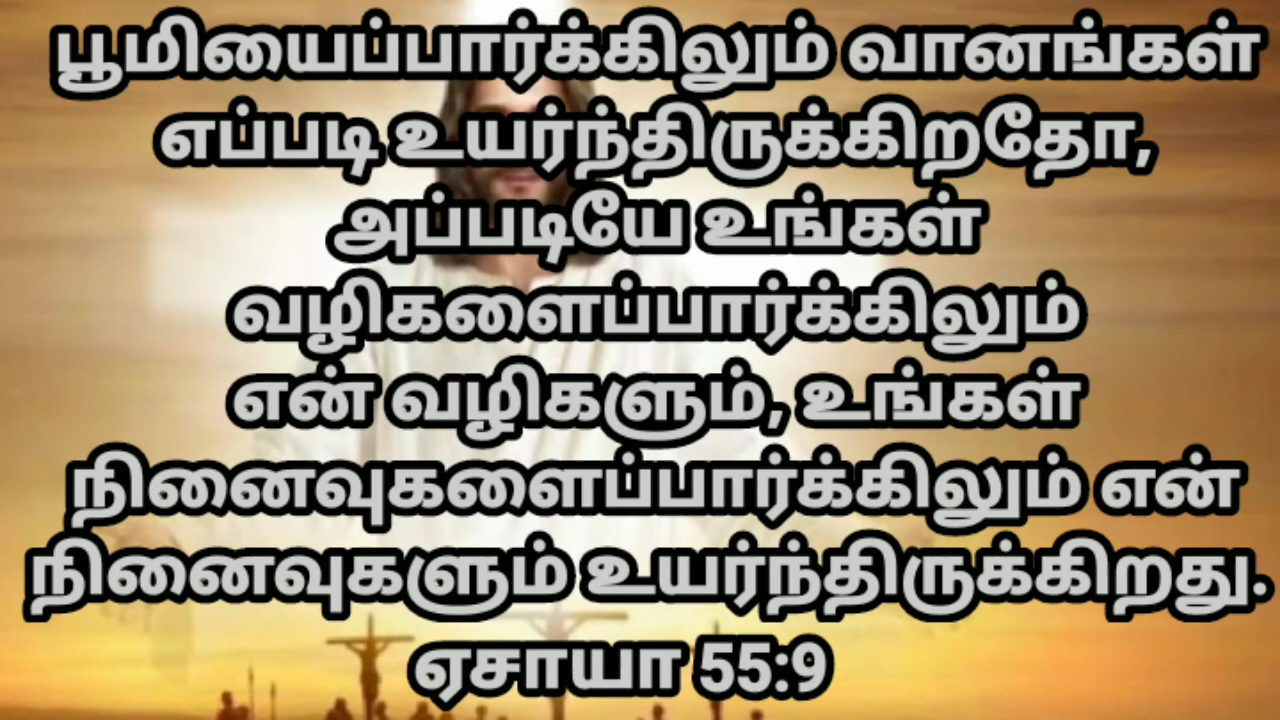 பூமியைப்பார்க்கிலும் வானங்கள்
எப்படி உயர்ந்திருக்கிறதோ,
அப்படியே உங்கள்
வழிகளைப்பார்க்கிலும்
என் வழிகளும், உங்கள்
நினைவுகளைப்பார்க்கிலும் என்
நினைவுகளும் உயர்ந்திருக்கிறது.
ஏசாயா 55:9